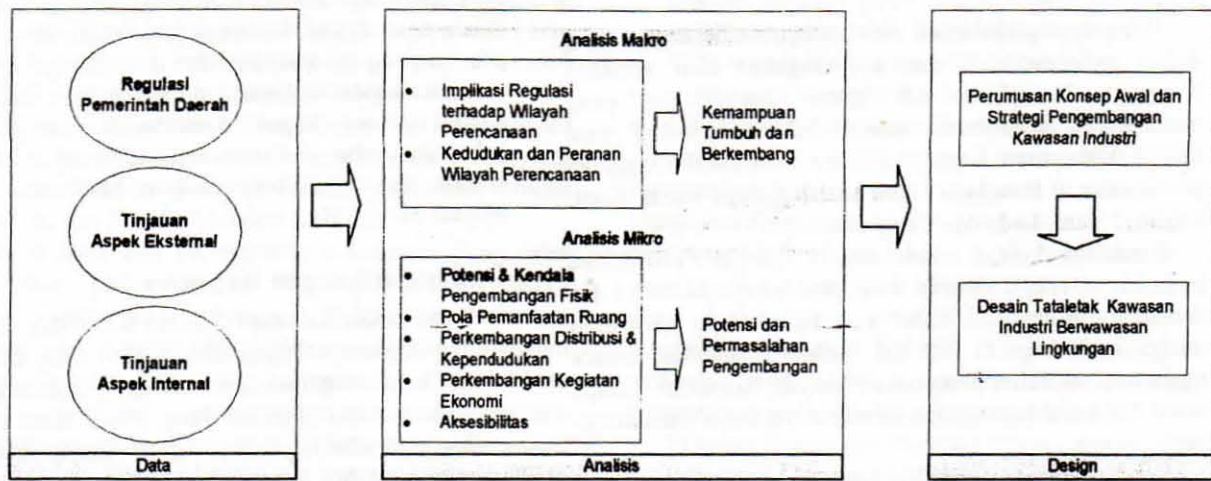 Regulasi
Pemerintah Daerah
Tinjauan
Aspek Eksternal
Tinjauan
Aspek Internal
Data
Analisis Makro
• Implikasi Regulasi
terhadap Wilayah
Perencanaan
• Kedudukan dan Peranan
Wilayah Perencanaan
Kemampuan
Tumbuh dan
Berkembang
Analisis Mikro
• Potensi & Kendala
Pengembangan Fisik
• Pola Pemanfaatan Ruang
• Perkembangan Distribusi &
Kependudukan
• Perkembangan Kegiatan
Ekonomi
• Aksesibilitas
Potensi dan
Permasalahan
Pengembangan
Analisis
Perumusan Konsep Awal dan
Strategi Pengembangan
Kawasan Industri
Desain Tataletak Kawasan
Industri Berwawasan
Lingkungan
Design